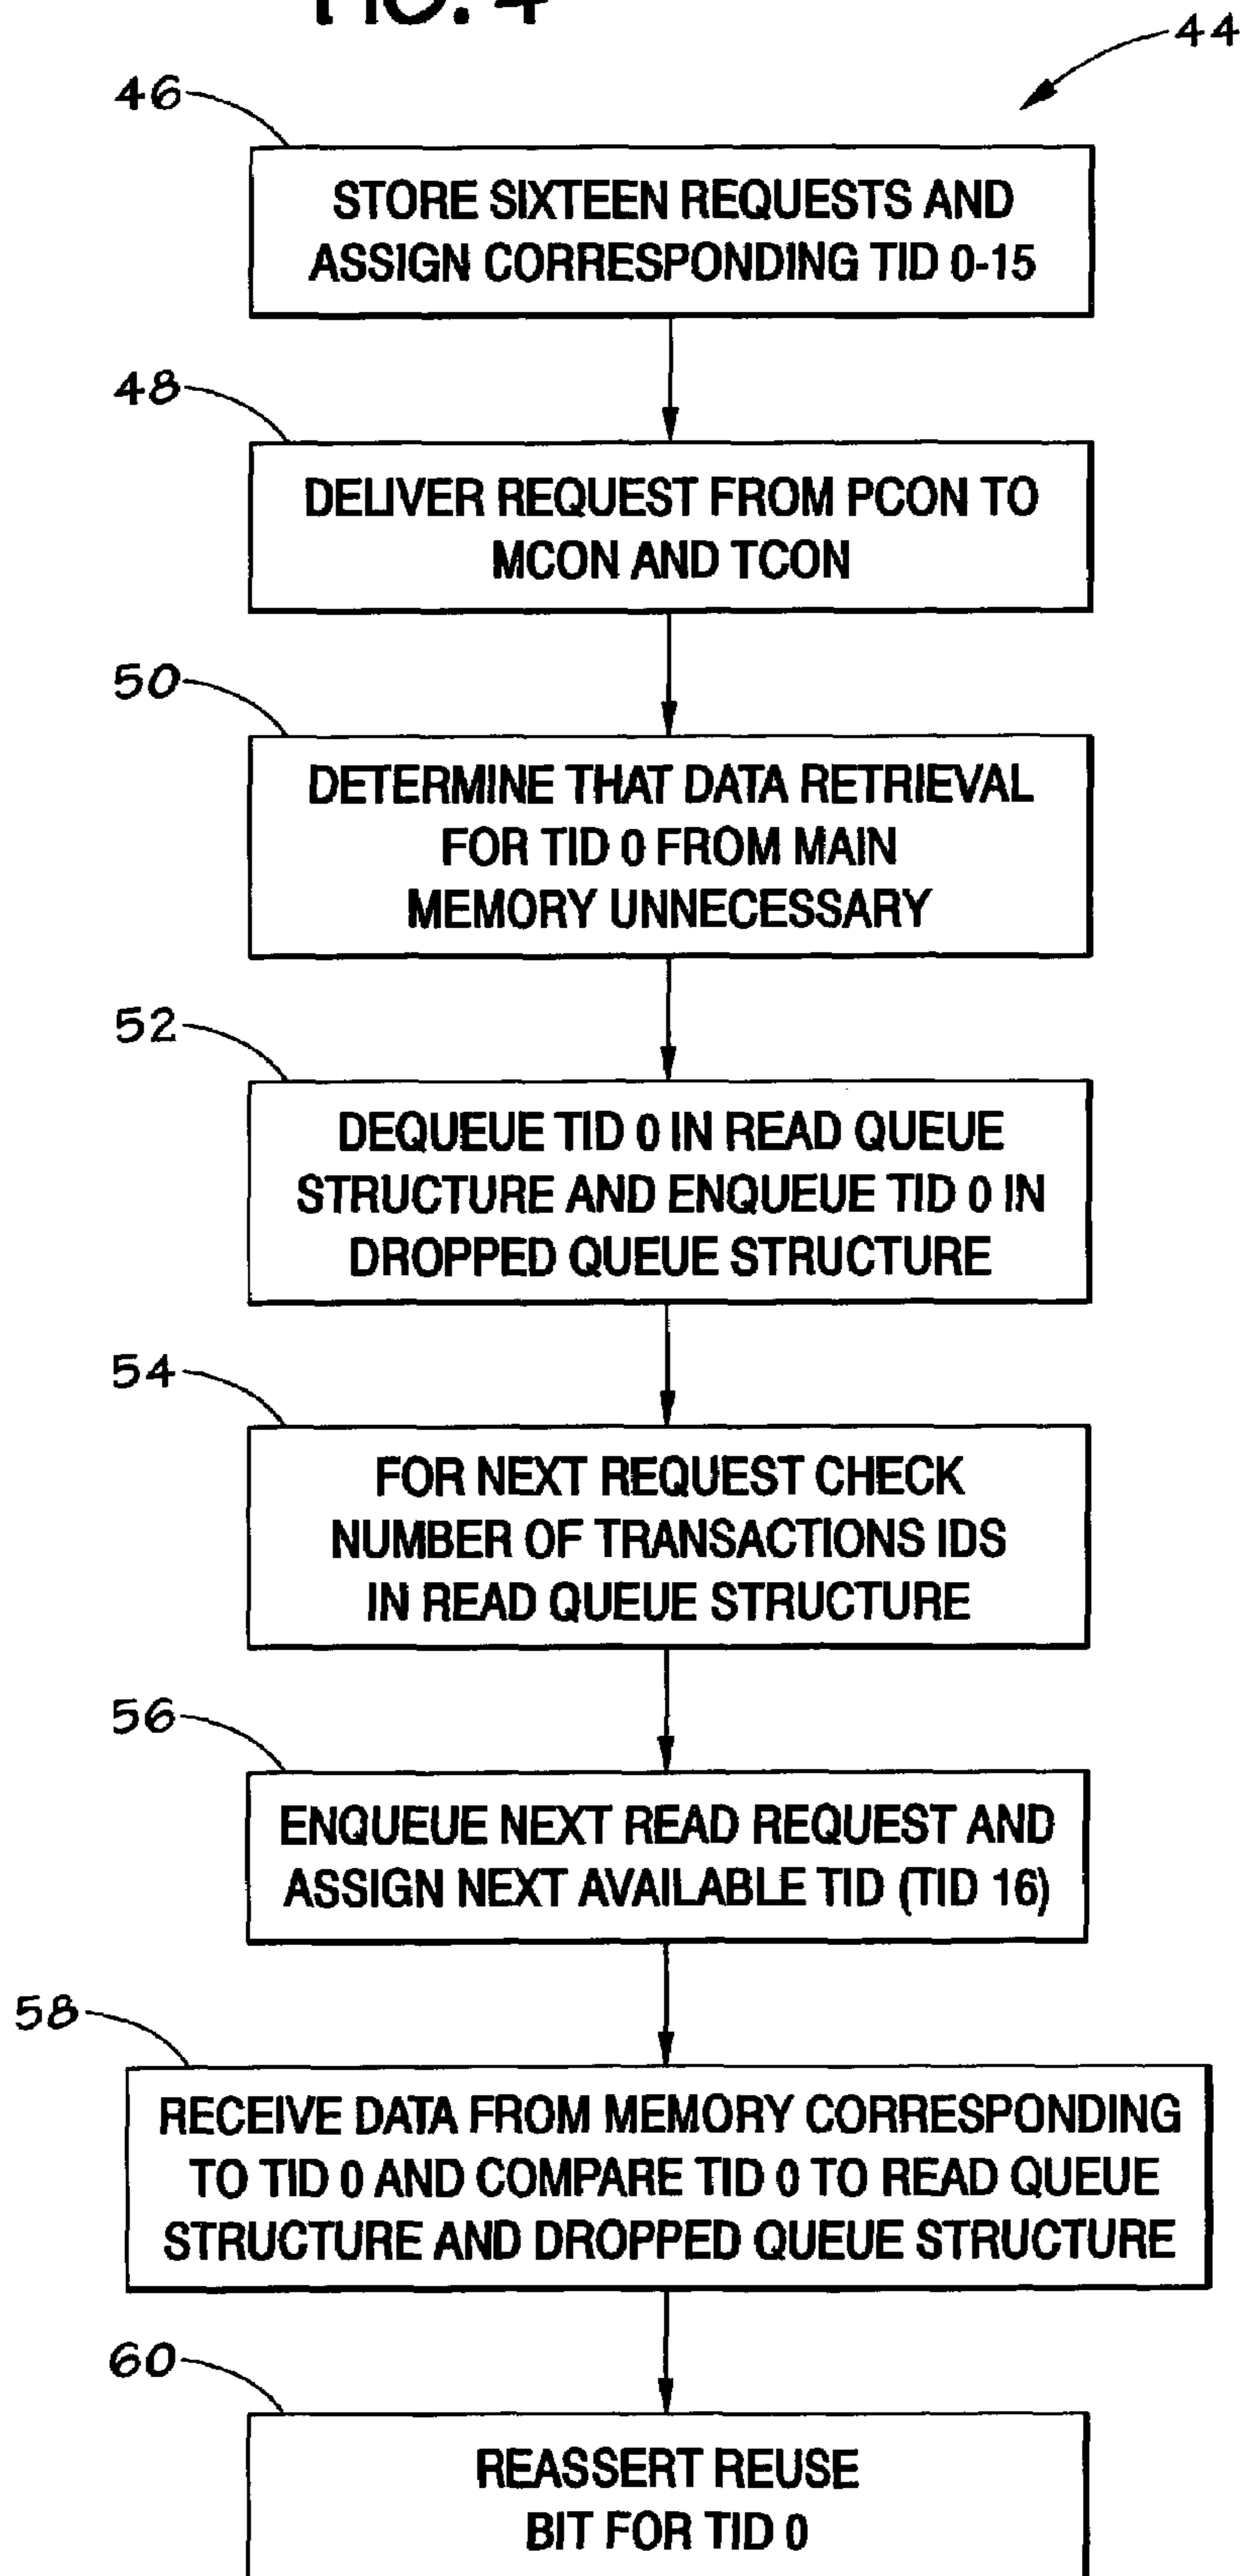 FIG. 4
44
46
STORE SIXTEEN REQUESTS AND
ASSIGN CORRESPONDING TID 0-15
48
DELIVER REQUEST FROM PCON TO
MCON AND TCON
50
DETERMINE THAT DATA RETRIEVAL
FOR TID 0 FROM MAIN
MEMORY UNNECESSARY
52
DEQUEUE TID 0 IN READ QUEUE
STRUCTURE AND ENQUEUE TID 0 IN
DROPPED QUEUE STRUCTURE
54
FOR NEXT REQUEST CHECK
NUMBER OF TRANSACTIONS IDS
IN READ QUEUE STRUCTURE
56
ENQUEUE NEXT READ REQUEST AND
ASSIGN NEXT AVAILABLE TID (TID 16)
58
RECEIVE DATA FROM MEMORY CORRESPONDING
TO TID 0 AND COMPARE TID 0 TO READ QUEUE
STRUCTURE AND DROPPED QUEUE STRUCTURE
60
REASSERT REUSE
BIT FOR TID 0